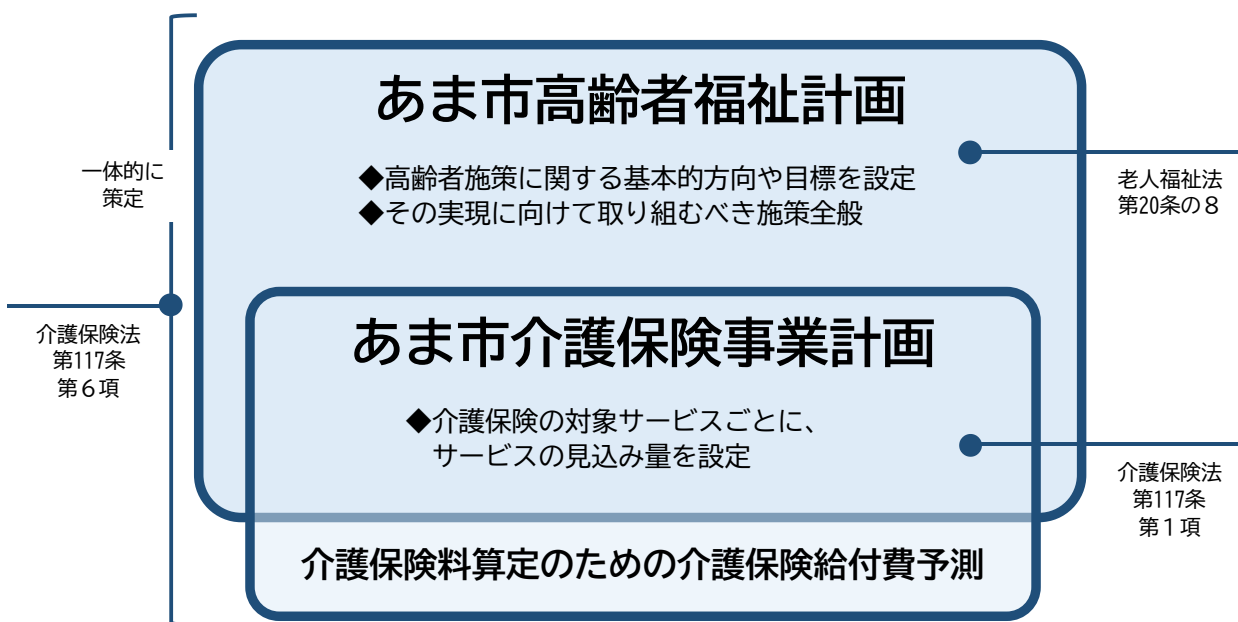 あま市高齢者福祉計画
◆高齢者施策に関する基本的方向や目標を設定
◆その実現に向けて取り組むべき施策全般
一体的に
策定
老人福祉法
第20条の８
介護保険法
第117条
第６項
あま市介護保険事業計画
◆介護保険の対象サービスごとに、
サービスの見込み量を設定
介護保険法
第117条
第１項
介護保険料算定のための介護保険給付費予測